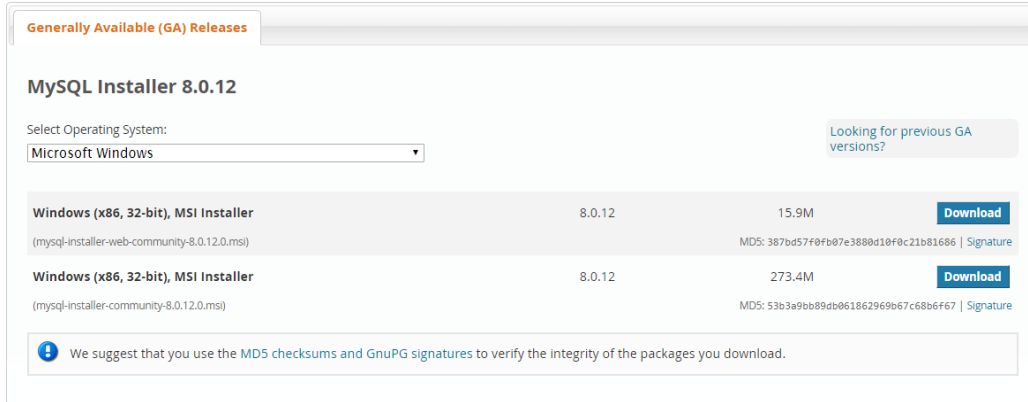 Generally Available (GA) Releases
MySQL Installer 8.0.12
Select Operating System:
Microsoft Windows
Looking for previous GA
versions?
Windows (x86, 32-bit), MSI Installer 8.0.12 15.9M Download
(mysql-installer-web-community-8.0.12.0.msi) MD5: 387bd57f0fb07e3880d10f0c21b81686 | Signature
Windows (x86, 32-bit), MSI Installer 8.0.12 273.4M Download
(mysql-installer-community-8.0.12.0.msi) MD5: 53b3a9bb89db061862969b67c68b6f67 | Signature
We suggest that you use the MD5 checksums and GnuPG signatures to verify the integrity of the packages you download.